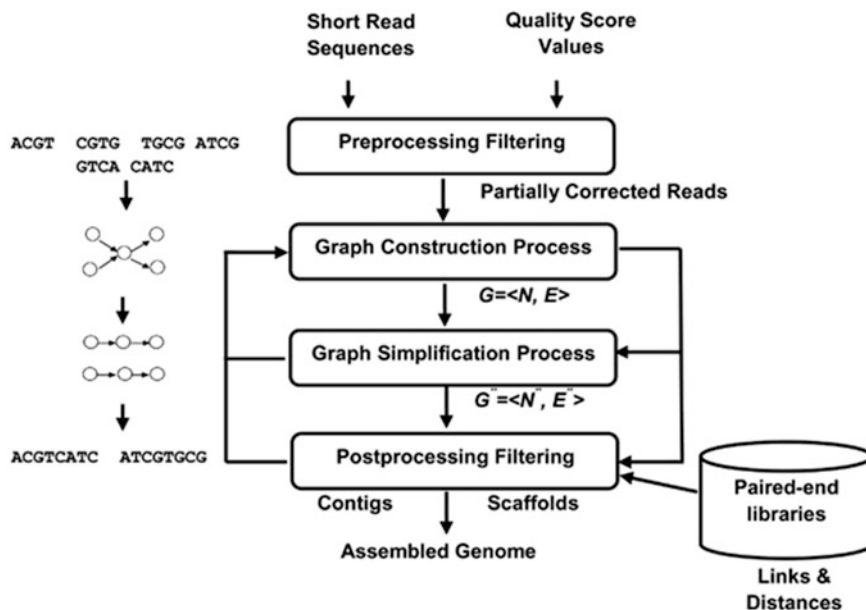 Short Read
Sequences
Quality Score
Values
ACGT CGTG TGCG ATCG
GTCA CATC
Preprocessing Filtering
Partially Corrected Reads
Graph Construction Process
G=<N, E>
Graph Simplification Process
G¨=<N¨, E¨>
ACGTCATC ATCGTGCG
Postprocessing Filtering
Paired-end
libraries
Contigs
Scaffolds
Assembled Genome
Links &
Distances